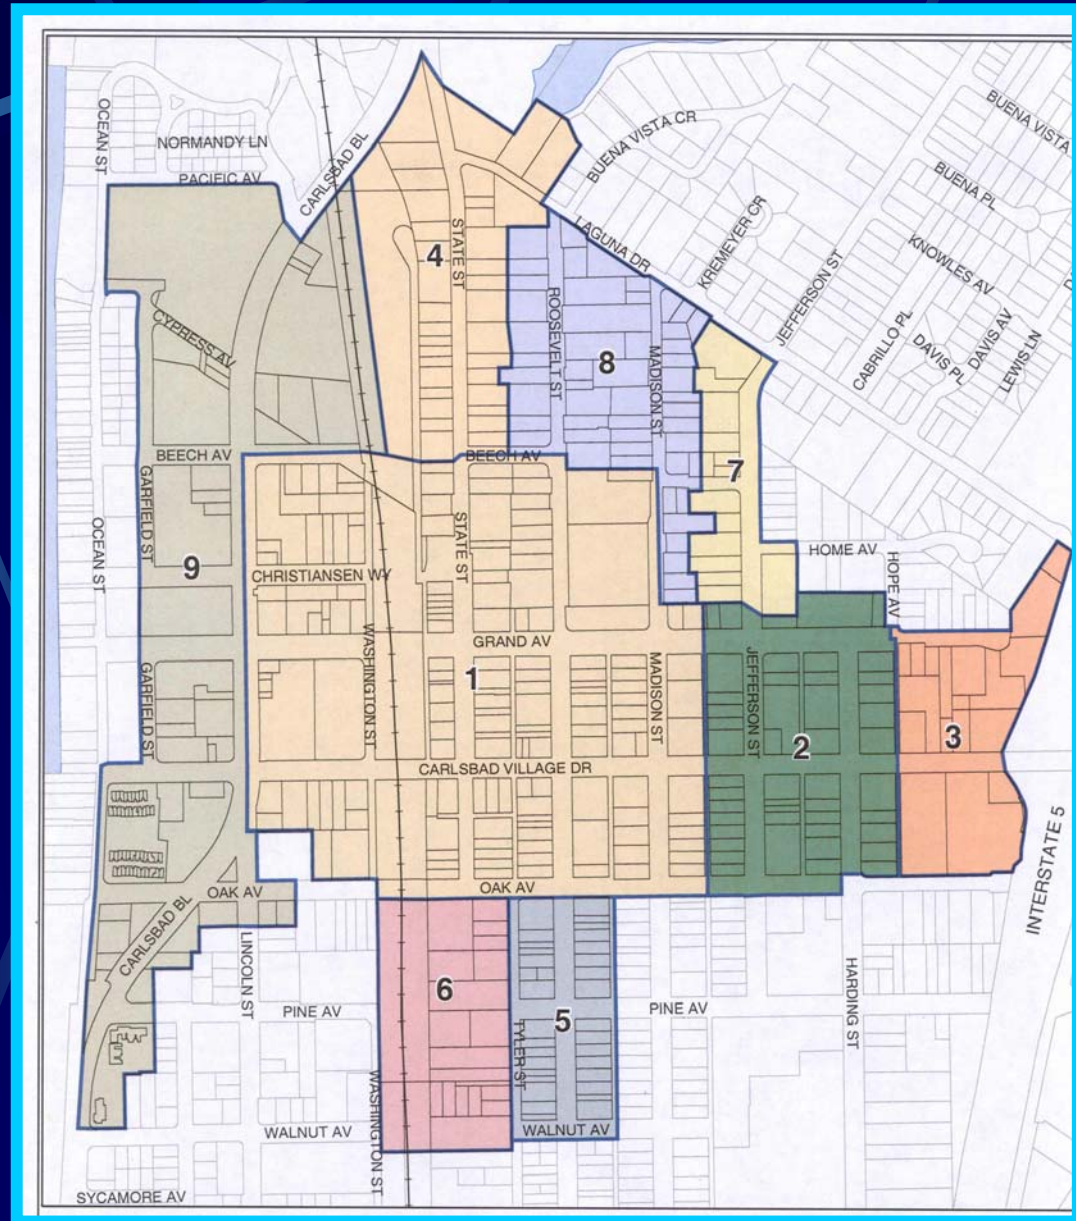 OCEAN ST
NORMANDY LN
PACIFIC AV
CARLSBAD BL
BUENA VISTA CR
BUENA VISTA
BUENA PL
KNOWLES AV
KREMEYER CR
JEFFERSON ST
LAGUNA DR
STATE ST
4
ROOSEVELT ST
8
MADISON ST
CABRILLO PL
DAVIS PL
DAVIS AV
LEWIS LN
CYPRESS AV
BEECH AV
BEECH AV
7
GARFIELD ST
OCEAN ST
9
STATE ST
CHRISTIANSEN WY
HOME AV
HOPE AV
GRAND AV
WASHINGTON ST
1
MADISON ST
JEFFERSON ST
GARFIELD ST
2
3
CARLSBAD VILLAGE DR
INTERSTATE 5
OAK AV
OAK AV
CARLSBAD BL
LINCOLN ST
PINE AV
6
5
TYLER ST
PINE AV
HARDING ST
WASHINGTON ST
WALNUT AV
WALNUT AV
SYCAMORE AV